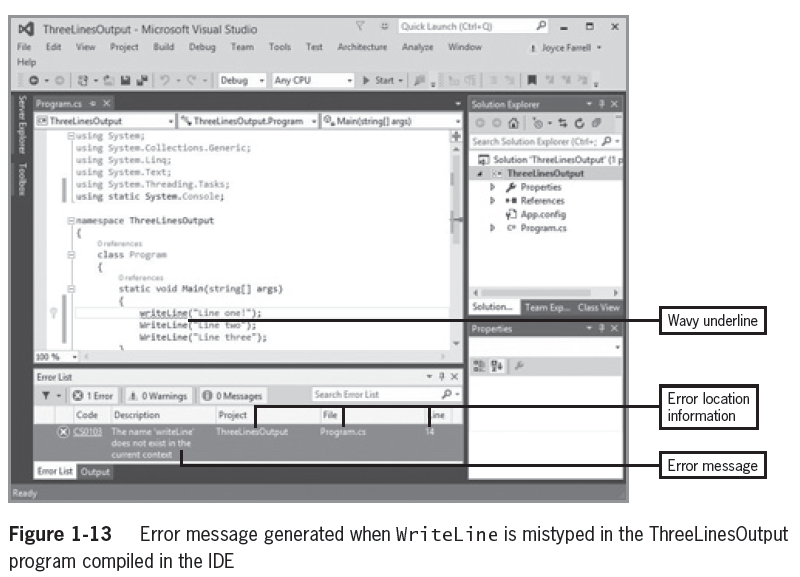 ThreeLinesOutput - Microsoft Visual Studio
Quick Launch (Ctrl+Q)
File Edit View Project Build Debug Team Tools Test Architecture Analyze Window
Joyce Farrell
Help
Debug Any CPU Start
Server Explorer
Toolbox
Program.cs
ThreeLinesOutput ThreeLinesOutput.Program Main(string[] args)
using System;
using System.Collections.Generic;
using System.Linq;
using System.Text;
using System.Threading.Tasks;
using static System.Console;
namespace ThreeLinesOutput
{
0 references
class Program
{
0 references
static void Main(string[] args)
{
writeLine("Line one!");
WriteLine("Line two");
WriteLine("Line three");
}
100 %
Solution Explorer
Search Solution Explorer (Ctrl+;
Solution 'ThreeLinesOutput' (1 p
ThreeLinesOutput
Properties
References
App.config
C# Program.cs
Solution... Team Exp... Class View
Properties
Error List
1 Error 0 Warnings 0 Messages Search Error List
Code Description Project File Line
CS0103 The name 'writeLine' does not exist in the current context ThreeLinesOutput Program.cs 14
Error List Output
Ready
Wavy underline
Error location
information
Error message
Figure 1-13 Error message generated when WriteLine is mistyped in the ThreeLinesOutput
program compiled in the IDE